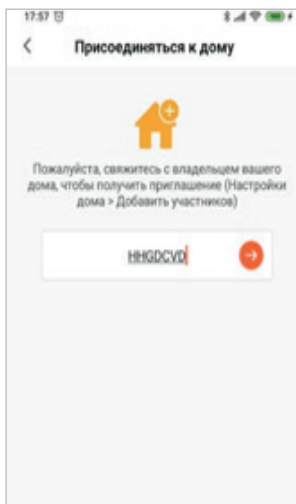 17:57
Присоединяться к дому
Пожалуйста, свяжитесь с владельцем вашего
дома, чтобы получить приглашение (Настройки
дома > Добавить участников)
HHGDCVD